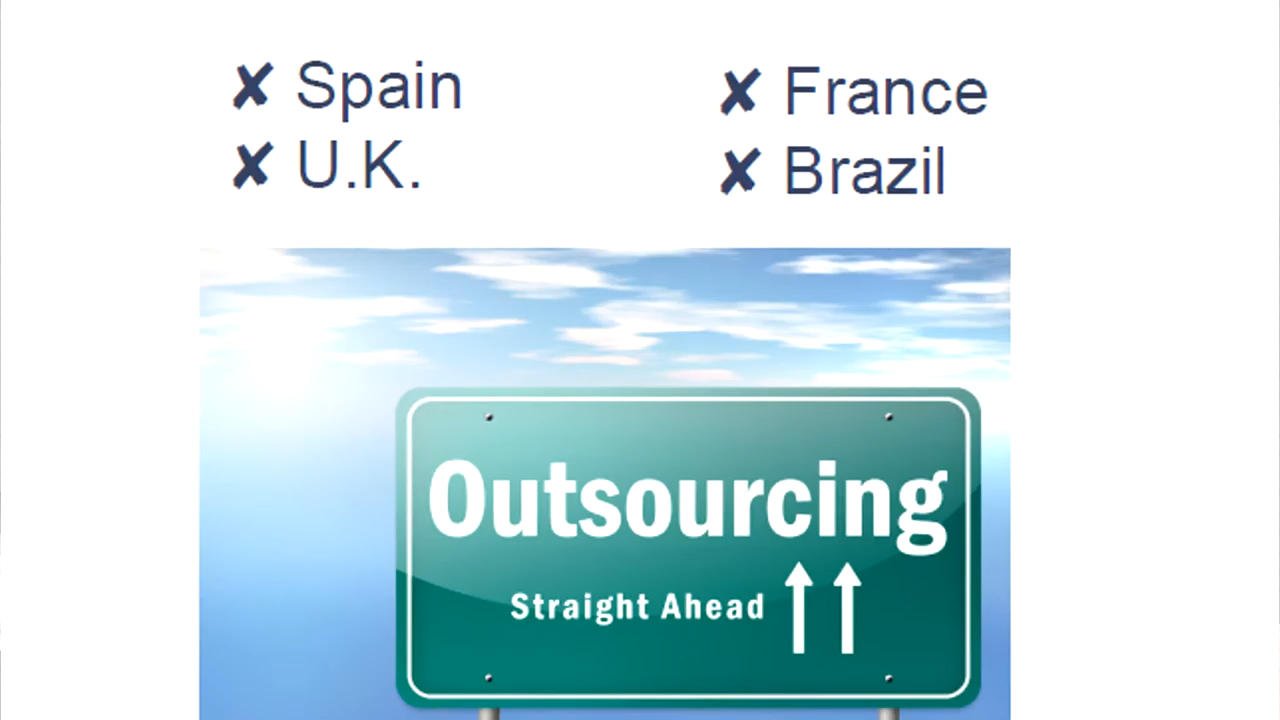 ✘ Spain
✘ U.K.
✘ France
✘ Brazil
Outsourcing
Straight Ahead